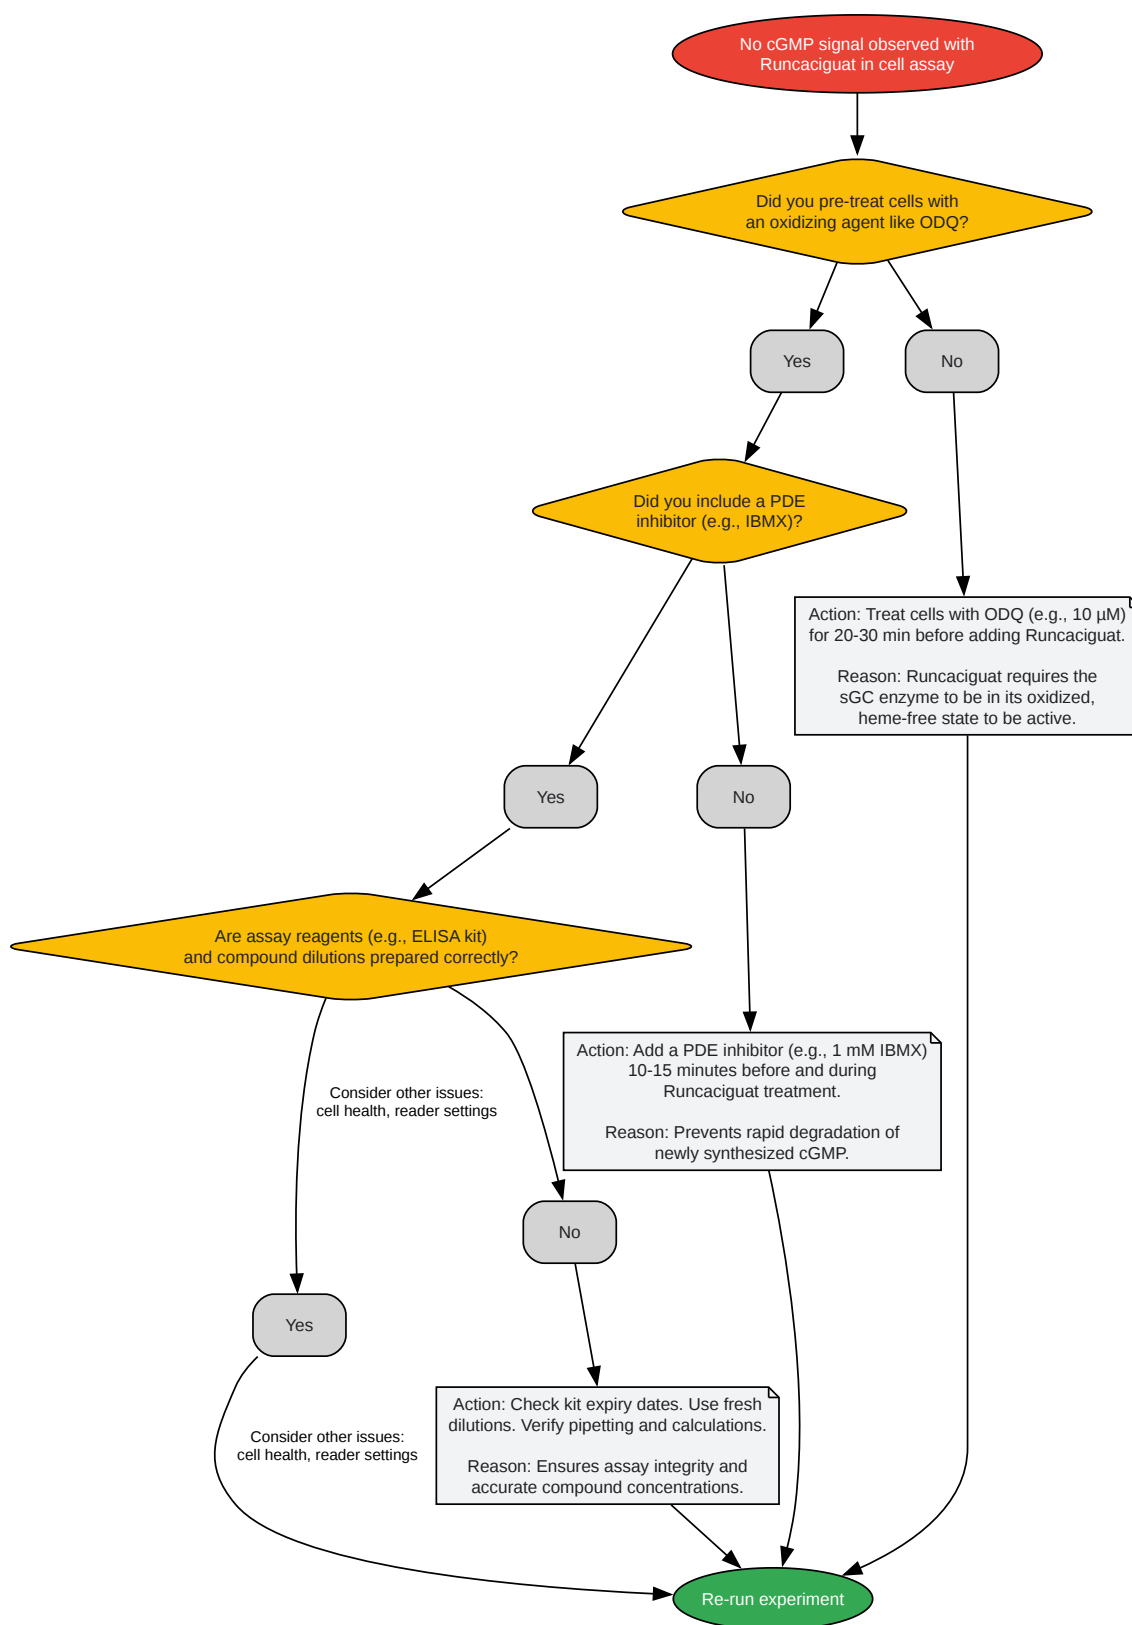 No cGMP signal observed with
Runcaciguat in cell assay
Did you pre-treat cells with
an oxidizing agent like ODQ?
Yes
No
Did you include a PDE
inhibitor (e.g., IBMX)?
Action: Treat cells with ODQ (e.g., 10 µM)
for 20-30 min before adding Runcaciguat.
Reason: Runcaciguat requires the
sGC enzyme to be in its oxidized,
heme-free state to be active.
Yes
No
Are assay reagents (e.g., ELISA kit)
and compound dilutions prepared correctly?
Action: Add a PDE inhibitor (e.g., 1 mM IBMX)
10-15 minutes before and during
Runcaciguat treatment.
Reason: Prevents rapid degradation of
newly synthesized cGMP.
Consider other issues:
cell health, reader settings
No
Yes
Action: Check kit expiry dates. Use fresh
dilutions. Verify pipetting and calculations.
Reason: Ensures assay integrity and
accurate compound concentrations.
Consider other issues:
cell health, reader settings
Re-run experiment